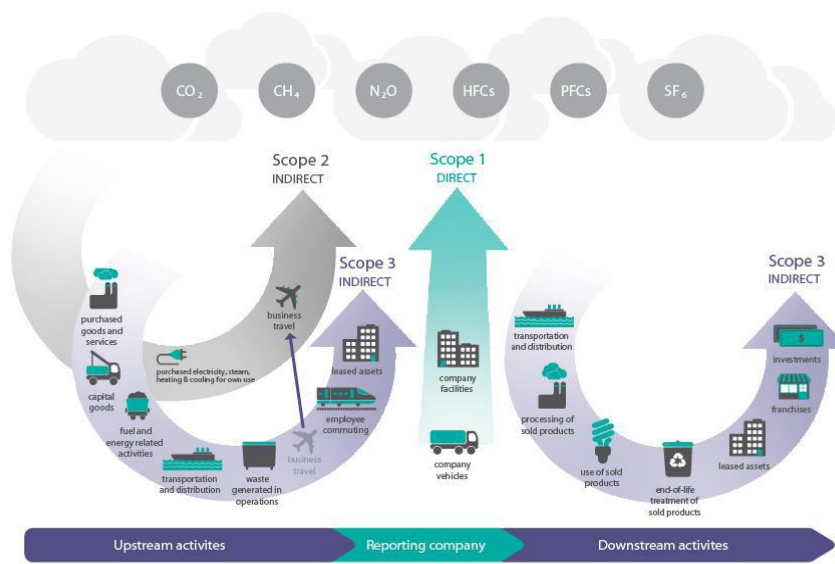 CO₂
CH₄
N₂O
HFCs
PFCs
SF₆
Scope 2
INDIRECT
Scope 1
DIRECT
Scope 3
INDIRECT
Scope 3
INDIRECT
purchased
goods and
services
capital
goods
fuel and
energy related
activities
purchased electricity, steam,
heating & cooling for own use
transportation
and distribution
waste
generated in
operations
business
travel
business
travel
employee
commuting
leased assets
company
facilities
company
vehicles
transportation
and distribution
processing of
sold products
use of sold
products
end-of-life
treatment of
sold products
leased assets
franchises
investments
$
Upstream activites
Reporting company
Downstream activites